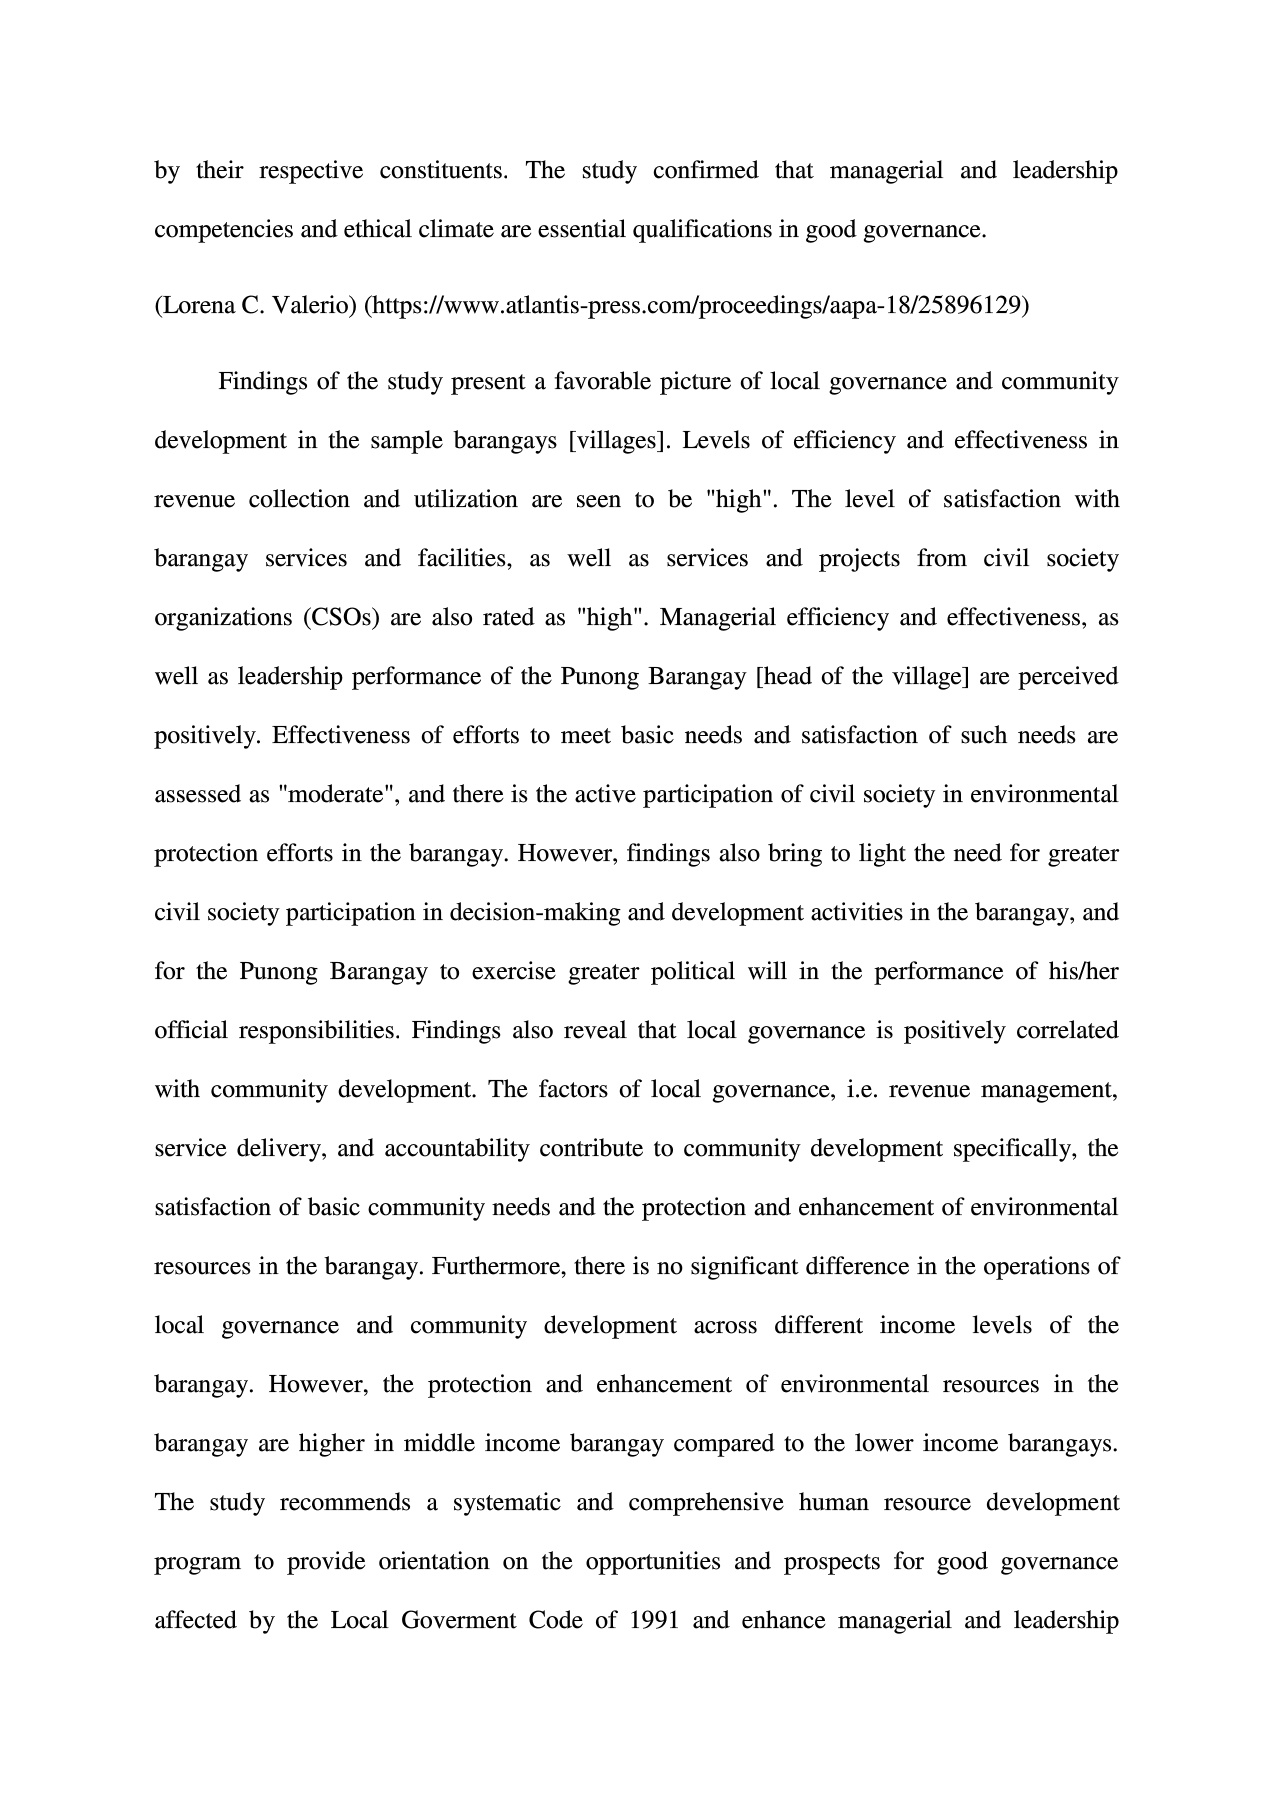 by their respective constituents. The study confirmed that managerial and leadership
competencies and ethical climate are essential qualifications in good governance.
(Lorena C. Valerio) (https://www.atlantis-press.com/proceedings/aapa-18/25896129)
Findings of the study present a favorable picture of local governance and community
development in the sample barangays [villages]. Levels of efficiency and effectiveness in
revenue collection and utilization are seen to be "high". The level of satisfaction with
barangay services and facilities, as well as services and projects from civil society
organizations (CSOs) are also rated as "high". Managerial efficiency and effectiveness, as
well as leadership performance of the Punong Barangay [head of the village] are perceived
positively. Effectiveness of efforts to meet basic needs and satisfaction of such needs are
assessed as "moderate", and there is the active participation of civil society in environmental
protection efforts in the barangay. However, findings also bring to light the need for greater
civil society participation in decision-making and development activities in the barangay, and
for the Punong Barangay to exercise greater political will in the performance of his/her
official responsibilities. Findings also reveal that local governance is positively correlated
with community development. The factors of local governance, i.e. revenue management,
service delivery, and accountability contribute to community development specifically, the
satisfaction of basic community needs and the protection and enhancement of environmental
resources in the barangay. Furthermore, there is no significant difference in the operations of
local governance and community development across different income levels of the
barangay. However, the protection and enhancement of environmental resources in the
barangay are higher in middle income barangay compared to the lower income barangays.
The study recommends a systematic and comprehensive human resource development
program to provide orientation on the opportunities and prospects for good governance
affected by the Local Goverment Code of 1991 and enhance managerial and leadership